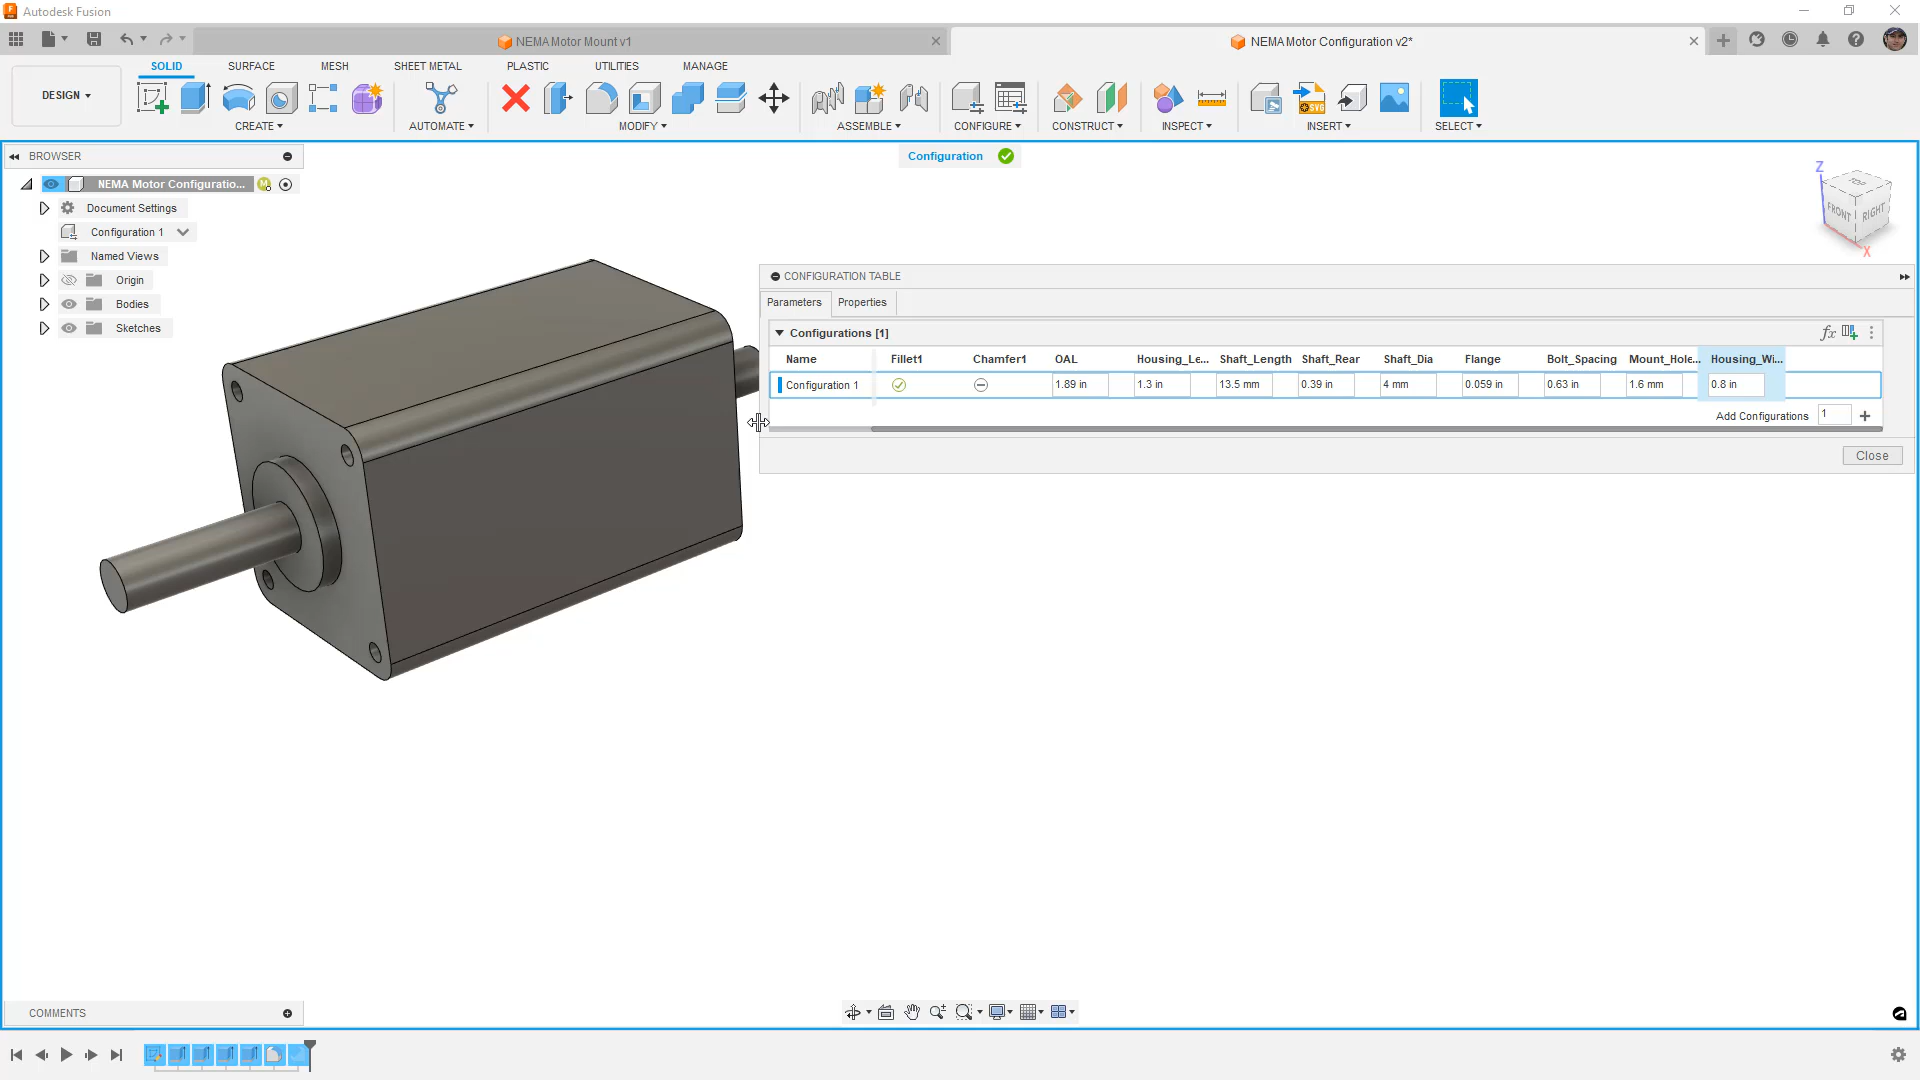 Autodesk Fusion
NEMA Motor Mount v1
NEMA Motor Configuration v2*
SOLID SURFACE MESH SHEET METAL PLASTIC UTILITIES MANAGE
DESIGN
CREATE AUTOMATE MODIFY ASSEMBLE CONFIGURE CONSTRUCT INSPECT INSERT SELECT
SVG
BROWSER
Configuration
NEMA Motor Configuratio...
M
Document Settings
Configuration 1
Named Views
Origin
Bodies
Sketches
Z
TOP
FRONT
RIGHT
X
CONFIGURATION TABLE
Parameters Properties
Configurations [1]
fx
Name Fillet1 Chamfer1 OAL Housing_Le... Shaft_Length Shaft_Rear Shaft_Dia Flange Bolt_Spacing Mount_Hole... Housing_Wi...
Configuration 1 1.89 in 1.3 in 13.5 mm 0.39 in 4 mm 0.059 in 0.63 in 1.6 mm 0.8 in
Add Configurations 1
Close
COMMENTS